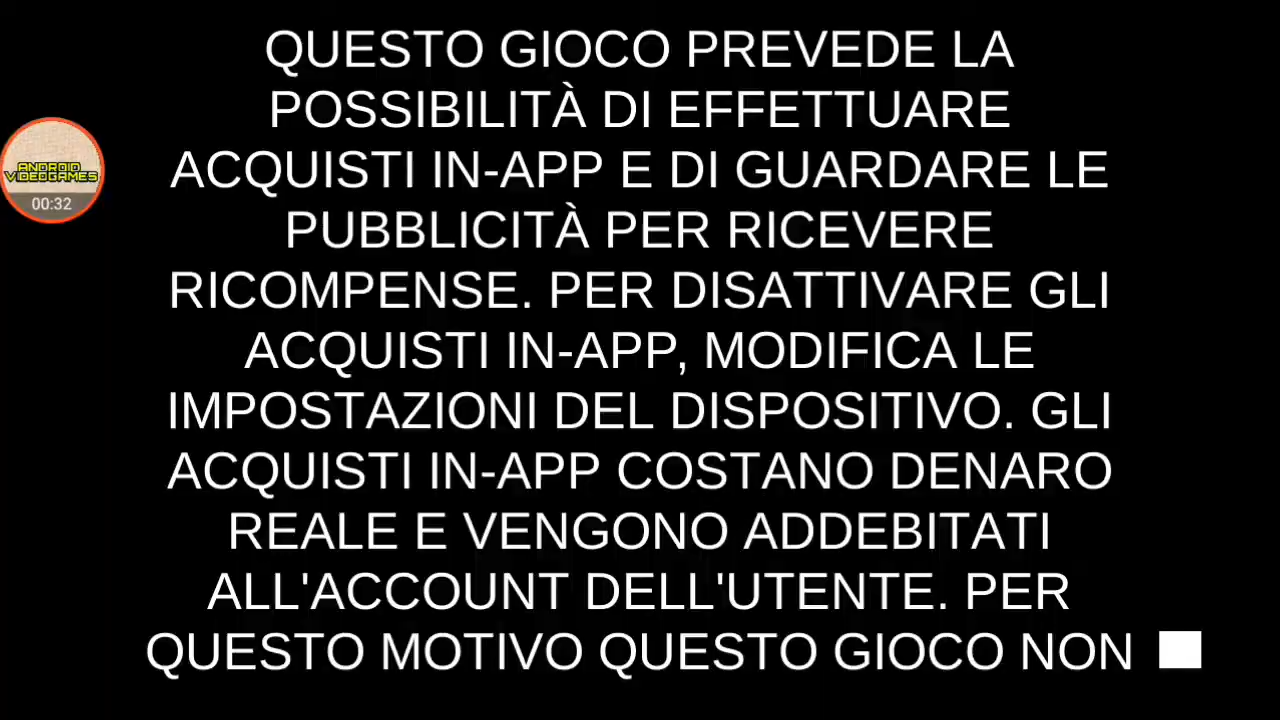 QUESTO GIOCO PREVEDE LA
POSSIBILITÀ DI EFFETTUARE
ACQUISTI IN-APP E DI GUARDARE LE
PUBBLICITÀ PER RICEVERE
RICOMPENSE. PER DISATTIVARE GLI
ACQUISTI IN-APP, MODIFICA LE
IMPOSTAZIONI DEL DISPOSITIVO. GLI
ACQUISTI IN-APP COSTANO DENARO
REALE E VENGONO ADDEBITATI
ALL'ACCOUNT DELL'UTENTE. PER
QUESTO MOTIVO QUESTO GIOCO NON
ANDROID
VIDEOGAMES
00:32